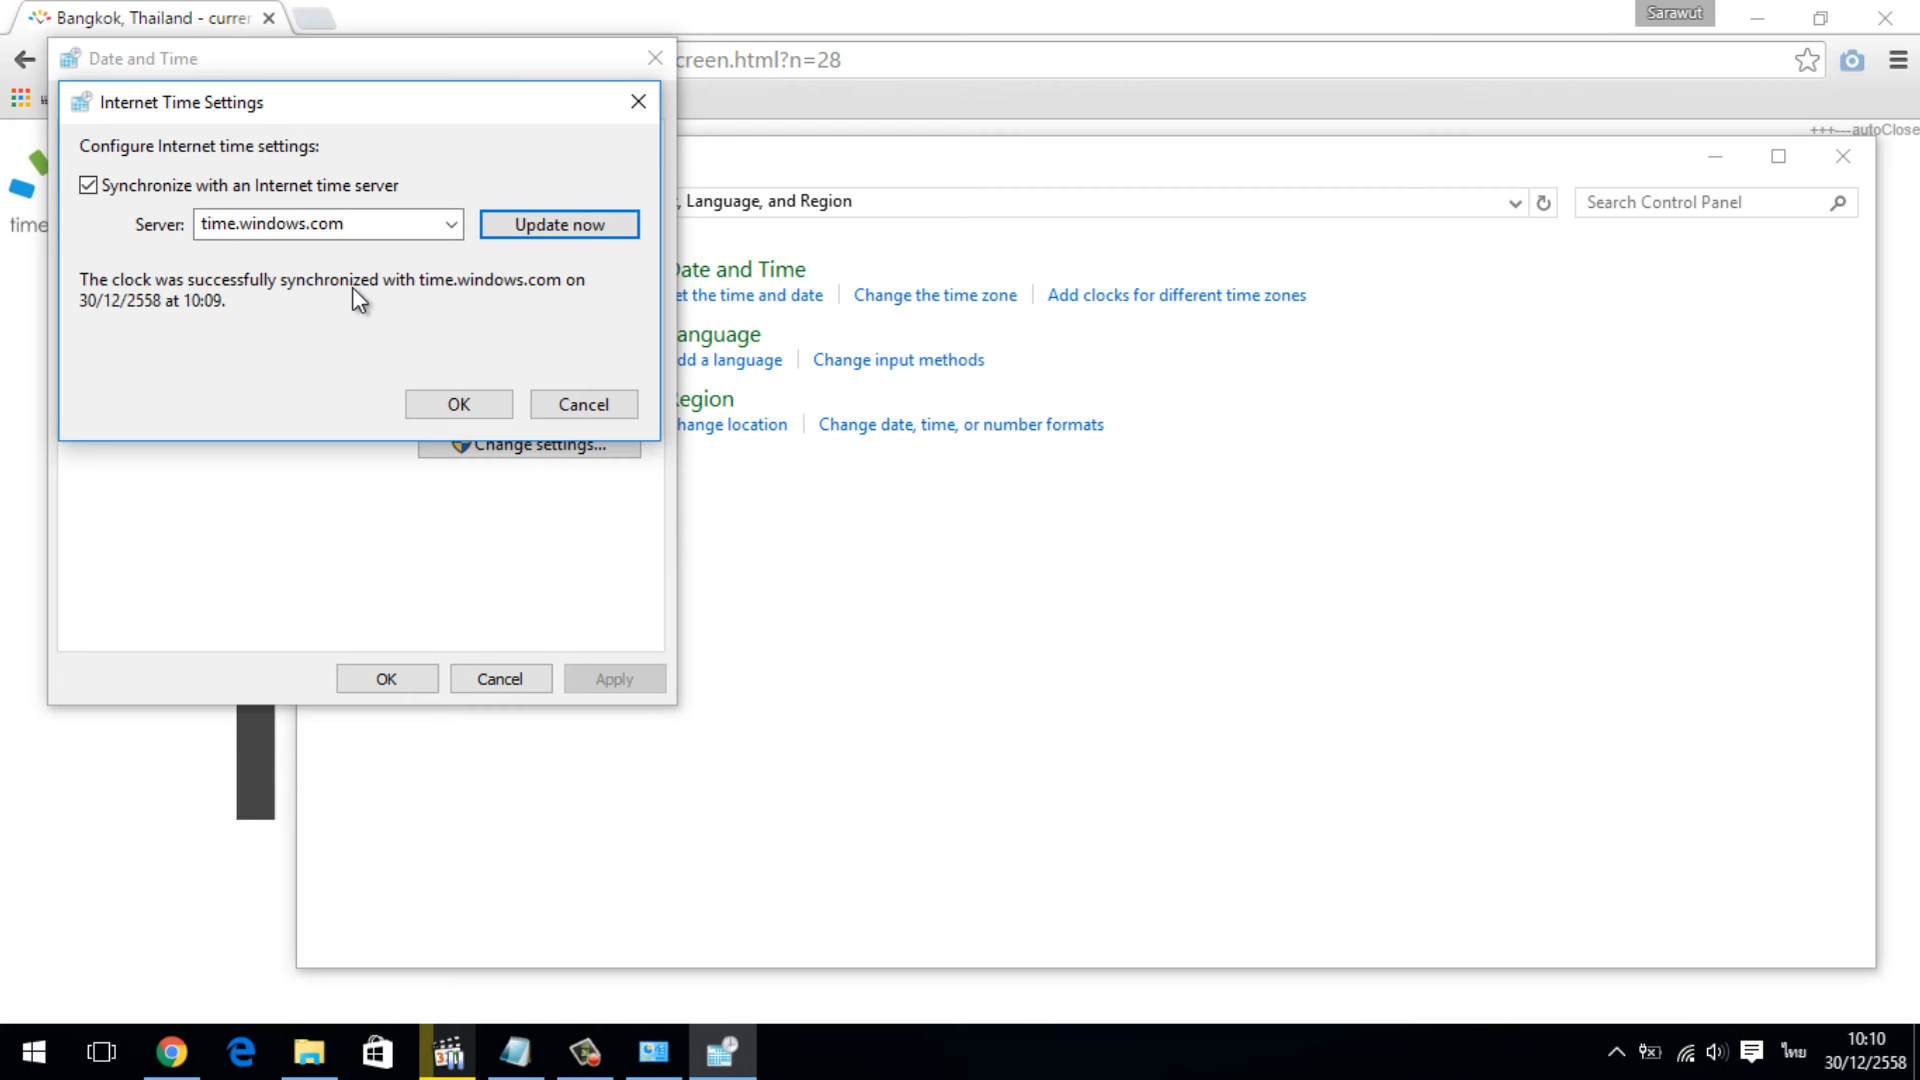 Bangkok, Thailand - curre
Sarawut
Date and Time
creen.html?n=28
Internet Time Settings
+++---autoClose
Configure Internet time settings:
Synchronize with an Internet time server
Server: time.windows.com Update now
, Language, and Region
Search Control Panel
time
The clock was successfully synchronized with time.windows.com on
30/12/2558 at 10:09.
Date and Time
et the time and date
Change the time zone
Add clocks for different time zones
anguage
dd a language
Change input methods
OK Cancel
egion
hange location
Change date, time, or number formats
Change settings...
OK Cancel Apply
ไทย
10:10
30/12/2558